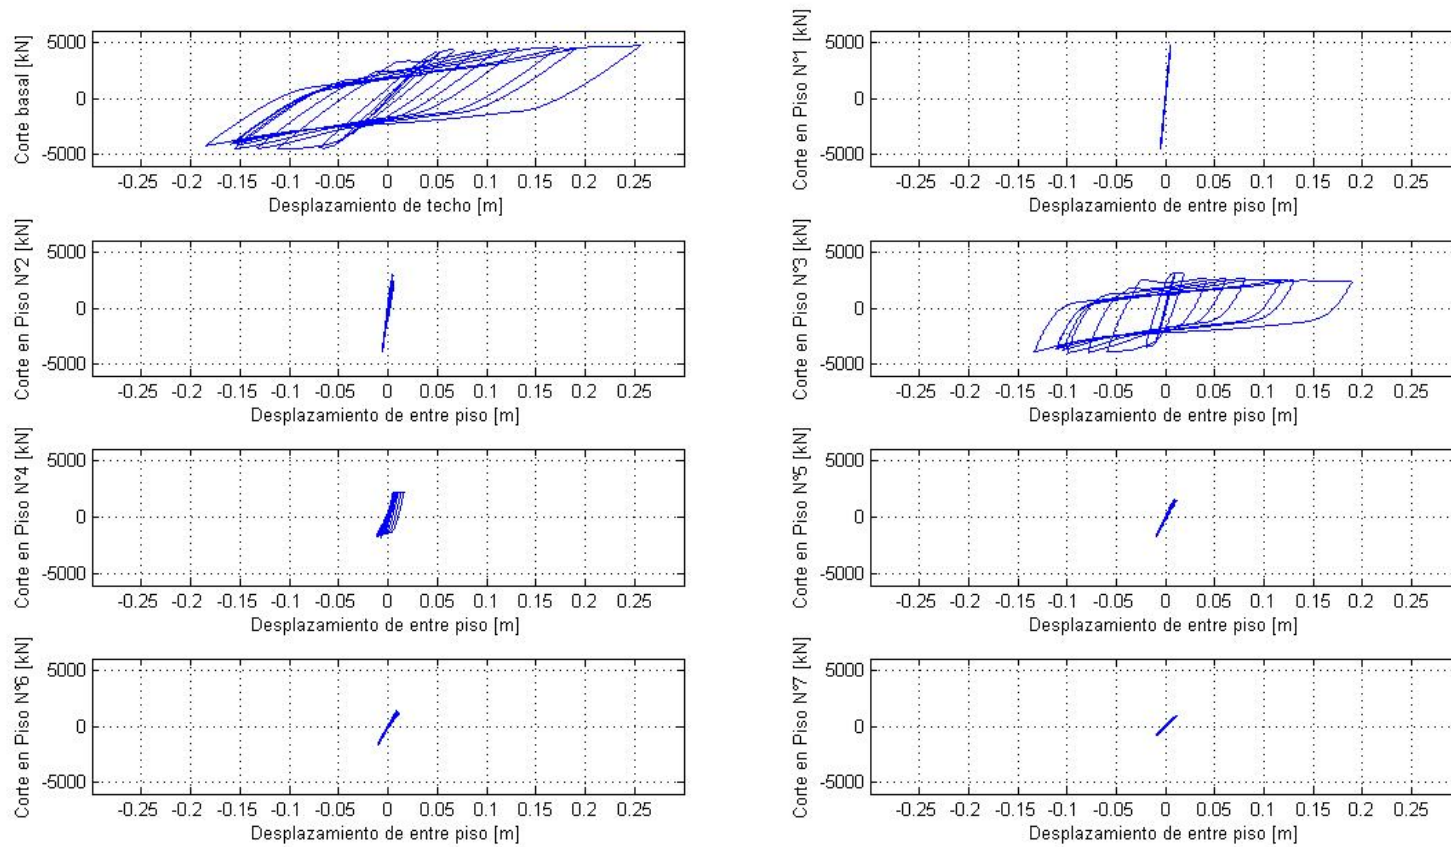 Corte basal [kN]
5000
0
-5000
-0.25 -0.2 -0.15 -0.1 -0.05 0 0.05 0.1 0.15 0.2 0.25
Desplazamiento de techo [m]
Corte en Piso N°1 [kN]
5000
0
-5000
-0.25 -0.2 -0.15 -0.1 -0.05 0 0.05 0.1 0.15 0.2 0.25
Desplazamiento de entre piso [m]
Corte en Piso N°2 [kN]
5000
0
-5000
-0.25 -0.2 -0.15 -0.1 -0.05 0 0.05 0.1 0.15 0.2 0.25
Desplazamiento de entre piso [m]
Corte en Piso N°3 [kN]
5000
0
-5000
-0.25 -0.2 -0.15 -0.1 -0.05 0 0.05 0.1 0.15 0.2 0.25
Desplazamiento de entre piso [m]
Corte en Piso N°4 [kN]
5000
0
-5000
-0.25 -0.2 -0.15 -0.1 -0.05 0 0.05 0.1 0.15 0.2 0.25
Desplazamiento de entre piso [m]
Corte en Piso N°5 [kN]
5000
0
-5000
-0.25 -0.2 -0.15 -0.1 -0.05 0 0.05 0.1 0.15 0.2 0.25
Desplazamiento de entre piso [m]
Corte en Piso N°6 [kN]
5000
0
-5000
-0.25 -0.2 -0.15 -0.1 -0.05 0 0.05 0.1 0.15 0.2 0.25
Desplazamiento de entre piso [m]
Corte en Piso N°7 [kN]
5000
0
-5000
-0.25 -0.2 -0.15 -0.1 -0.05 0 0.05 0.1 0.15 0.2 0.25
Desplazamiento de entre piso [m]